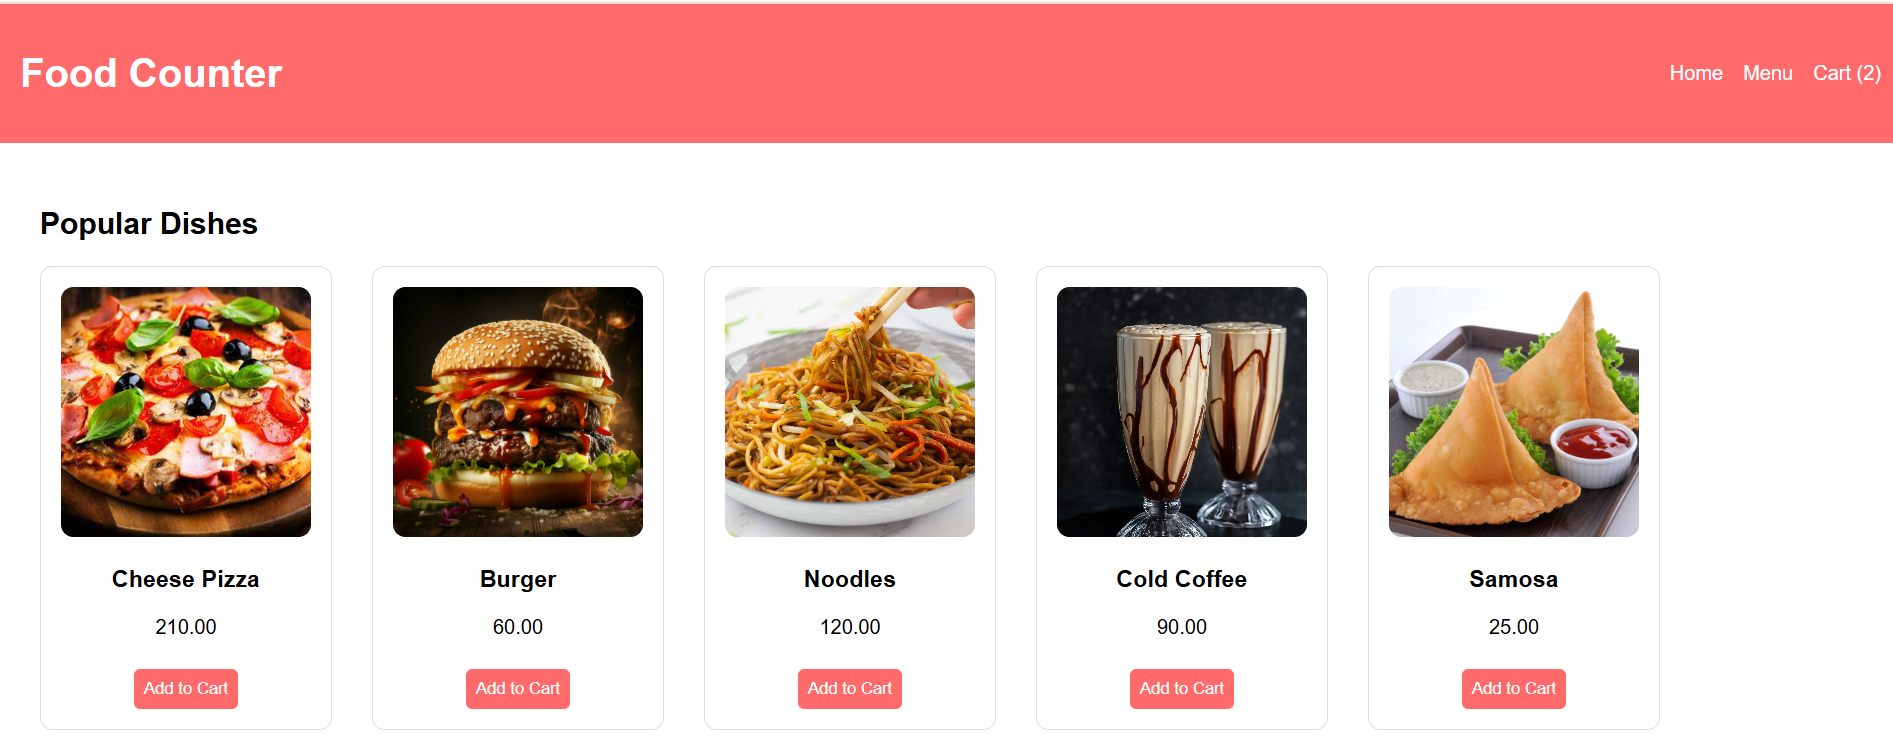 Food Counter
Home Menu Cart (2)
Popular Dishes
Cheese Pizza
210.00
Add to Cart
Burger
60.00
Add to Cart
Noodles
120.00
Add to Cart
Cold Coffee
90.00
Add to Cart
Samosa
25.00
Add to Cart